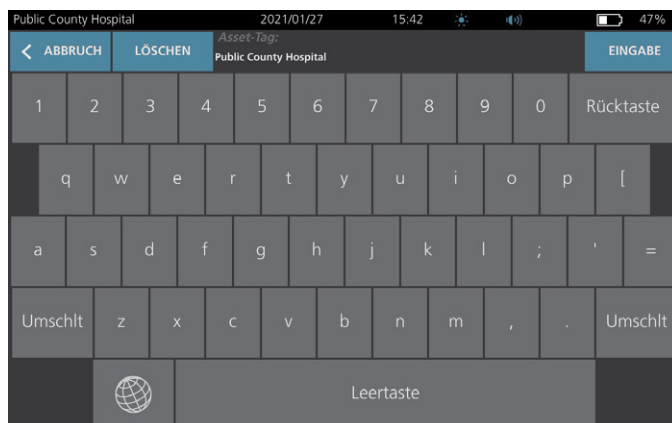 Public County Hospital 2021/01/27 15:42 47%
ABBRUCH LÖSCHEN Asset-Tag: EINGABE
Public County Hospital
1 2 3 4 5 6 7 8 9 0 Rücktaste
q w e r t y u i o p [
a s d f g h j k l ; ' =
Umschlt z x c v b n m , . Umschlt
Leertaste